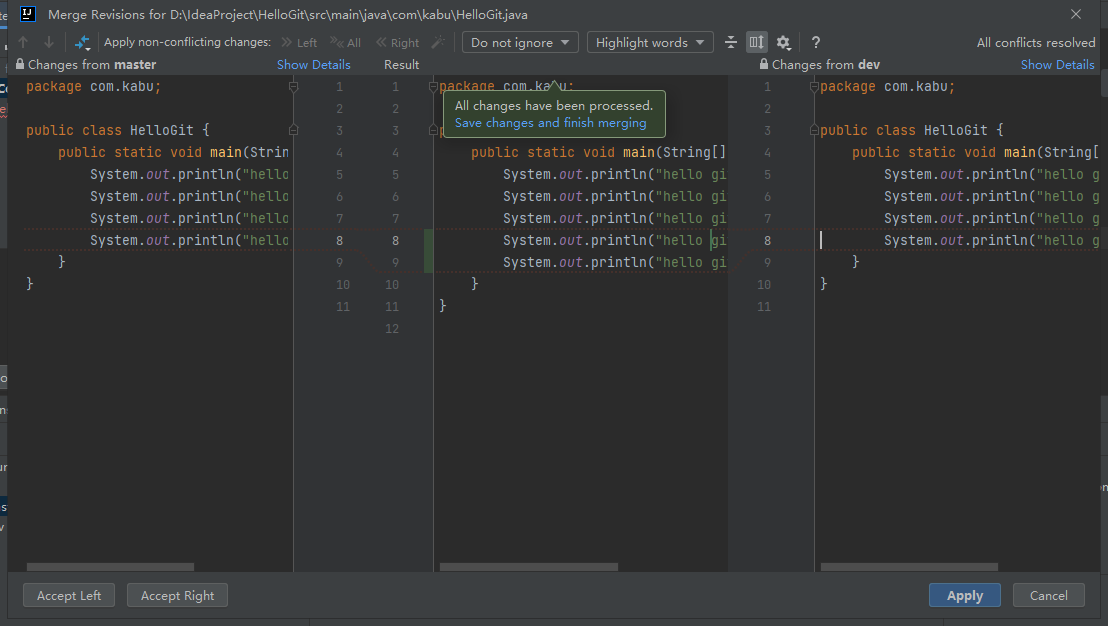 Merge Revisions for D:\IdeaProject\HelloGit\src\main\java\com\kabu\HelloGit.java
Apply non-conflicting changes: Left All Right Do not ignore Highlight words ? All conflicts resolved
Changes from master Show Details Result Changes from dev Show Details
package com.kabu;
public class HelloGit {
public static void main(Strin
System.out.println("hello
System.out.println("hello
System.out.println("hello
System.out.println("hello
}
}
1
2
3
4
5
6
7
8
9
10
11
1
2
3
4
5
6
7
8
9
10
11
12
package com.kabu;
All changes have been processed.
Save changes and finish merging
public static void main(String[]
System.out.println("hello gi
System.out.println("hello gi
System.out.println("hello gi
System.out.println("hello gi
System.out.println("hello gi
}
}
1
2
3
4
5
6
7
8
9
10
11
package com.kabu;
public class HelloGit {
public static void main(String[
System.out.println("hello g
System.out.println("hello g
System.out.println("hello g
System.out.println("hello g
}
}
Accept Left Accept Right Apply Cancel